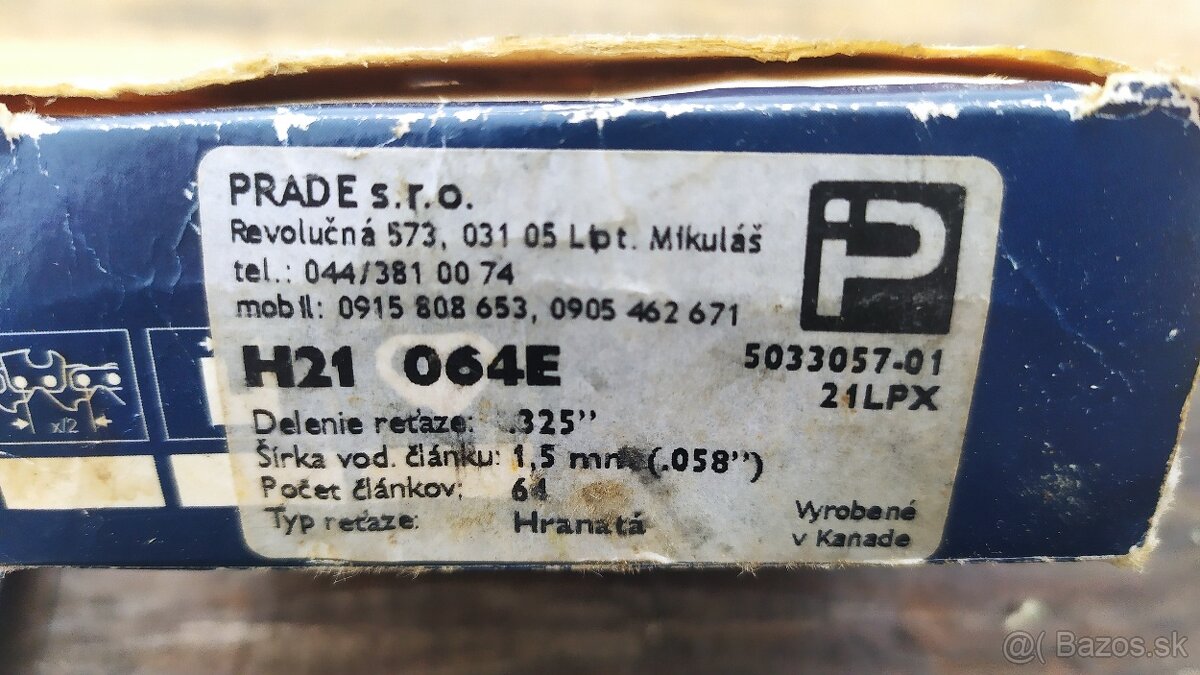 PRADE s.r.o.
Revolučná 573, 031 05 Lipt. Mikuláš
tel.: 044/381 00 74
mobil: 0915 808 653, 0905 462 671
iP
H21 064E
5033057-01
21LPX
Delenie reťaze: .325"
Šírka vod. článku: 1,5 mm (.058")
Počet článkov: 64
Typ reťaze: Hranatá
Vyrobené
v Kanade
x/2
@( Bazos.sk